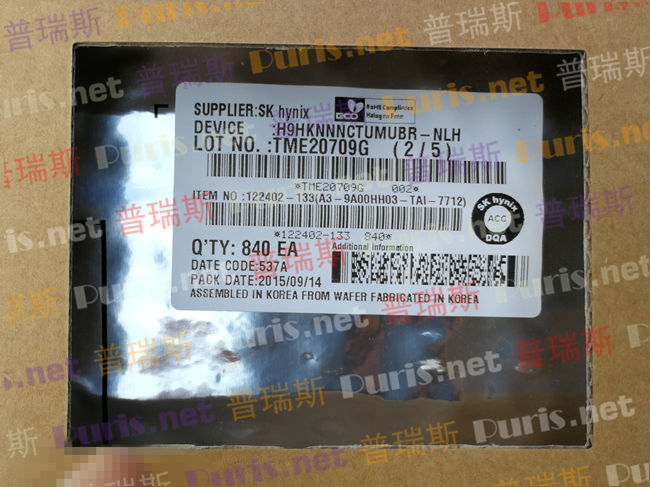 SUPPLIER:SK hynix
ECO
RoHS Compliance
Halogen Free
DEVICE :H9HKNNNCTUMUBR-NLH
LOT NO. :TME20709G (2/5)
*TME20709G 002*
ITEM NO :122402-133(A3-9A00HH03-TAI-7712)
*122402-133 840*
SK hynix
ACC
DQA
Q'TY: 840 EA
Additional information
DATE CODE:537A
PACK DATE:2015/09/14
ASSEMBLED IN KOREA FROM WAFER FABRICATED IN KOREA
普瑞斯 Puris.net